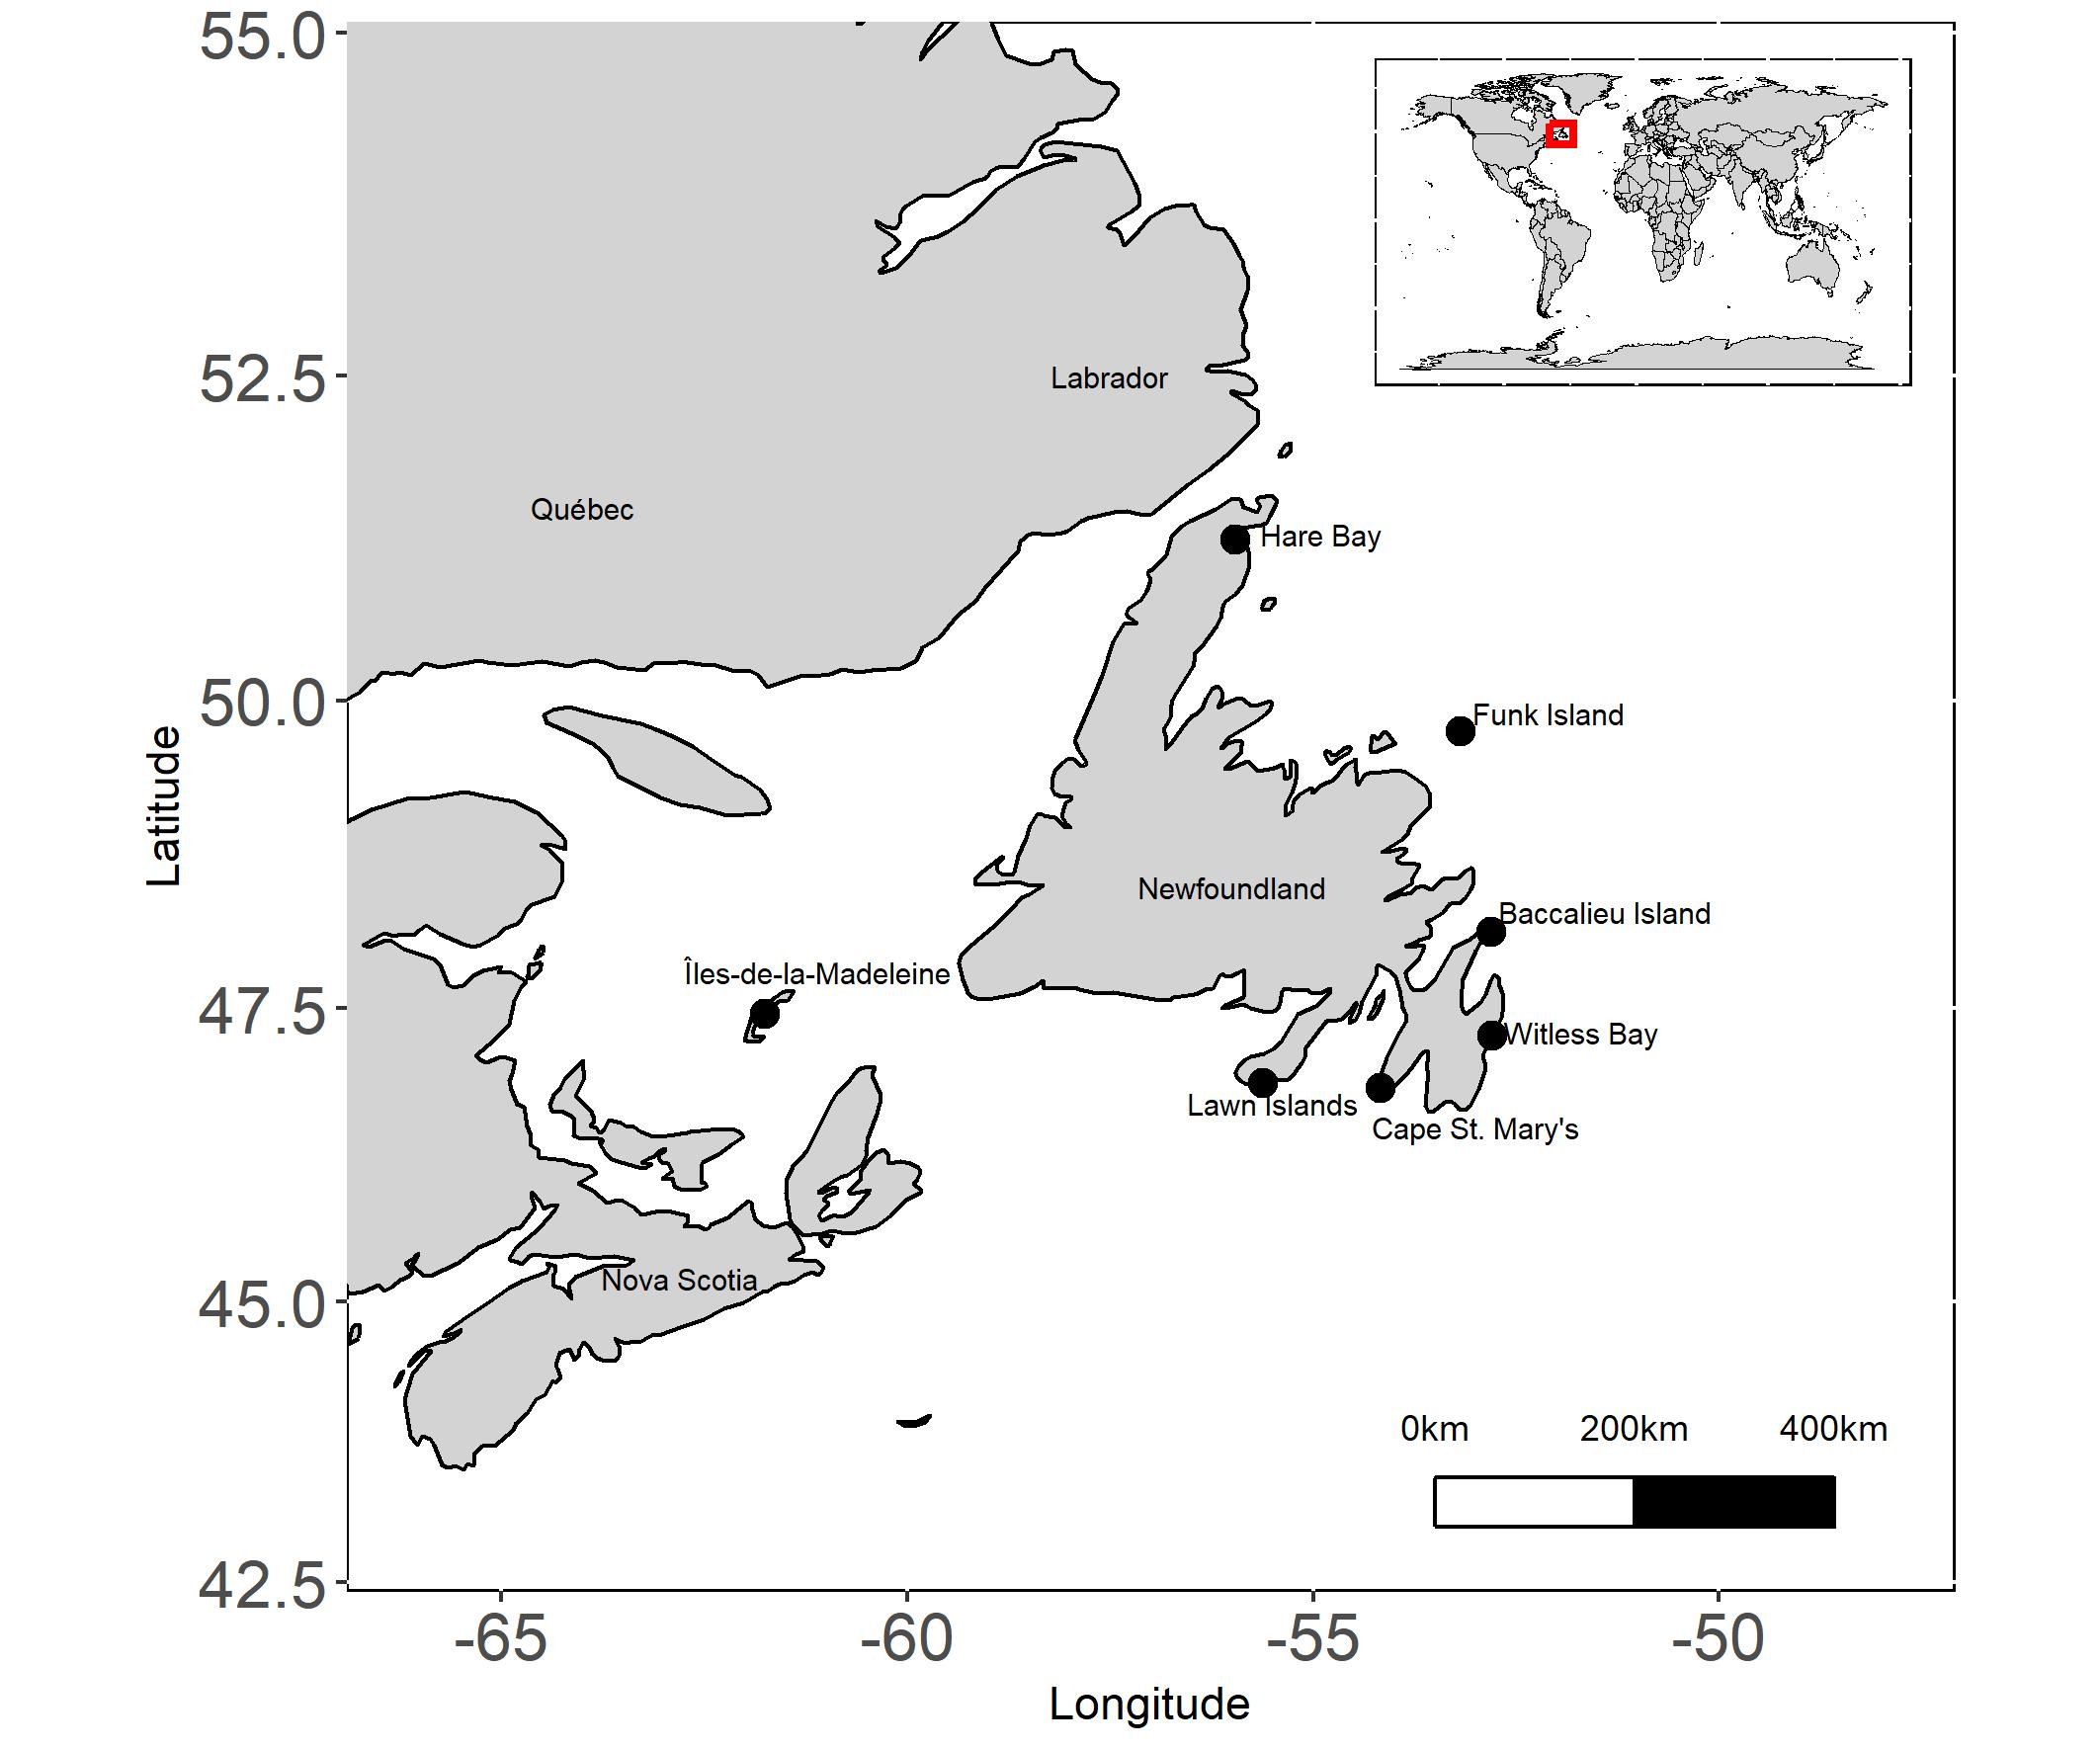 55.0
52.5
Labrador
Québec
Hare Bay
50.0
Funk Island
Latitude
Newfoundland
Baccalieu Island
Îles-de-la-Madeleine
47.5
Witless Bay
Lawn Islands
Cape St. Mary's
Nova Scotia
45.0
0km 200km 400km
42.5
-65 -60 -55 -50
Longitude